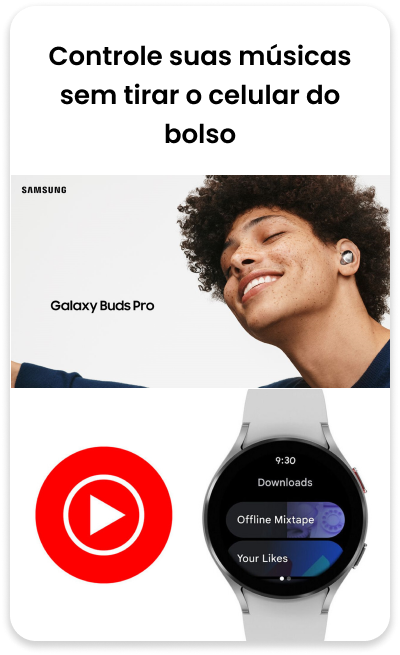 Controle suas músicas
sem tirar o celular do
bolso
SAMSUNG
Galaxy Buds Pro
9:30
Downloads
Offline Mixtape
Your Likes